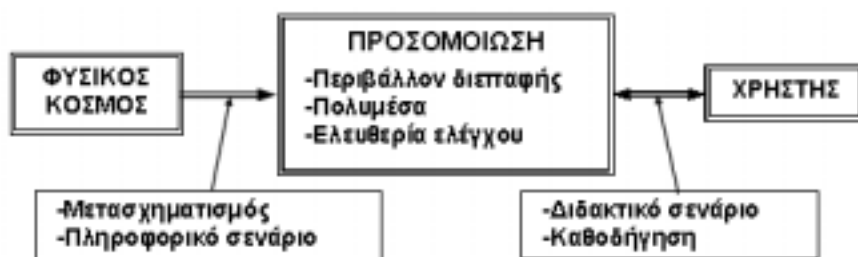 ΠΡΟΣΟΜΟΙΩΣΗ
-Περιβάλλον διεπαφής
-Πολυμέσα
-Ελευθερία ελέγχου
ΦΥΣΙΚΟΣ
ΚΟΣΜΟΣ
ΧΡΗΣΤΗΣ
-Μετασχηματισμός
-Πληροφορικό σενάριο
-Διδακτικό σενάριο
-Καθοδήγηση